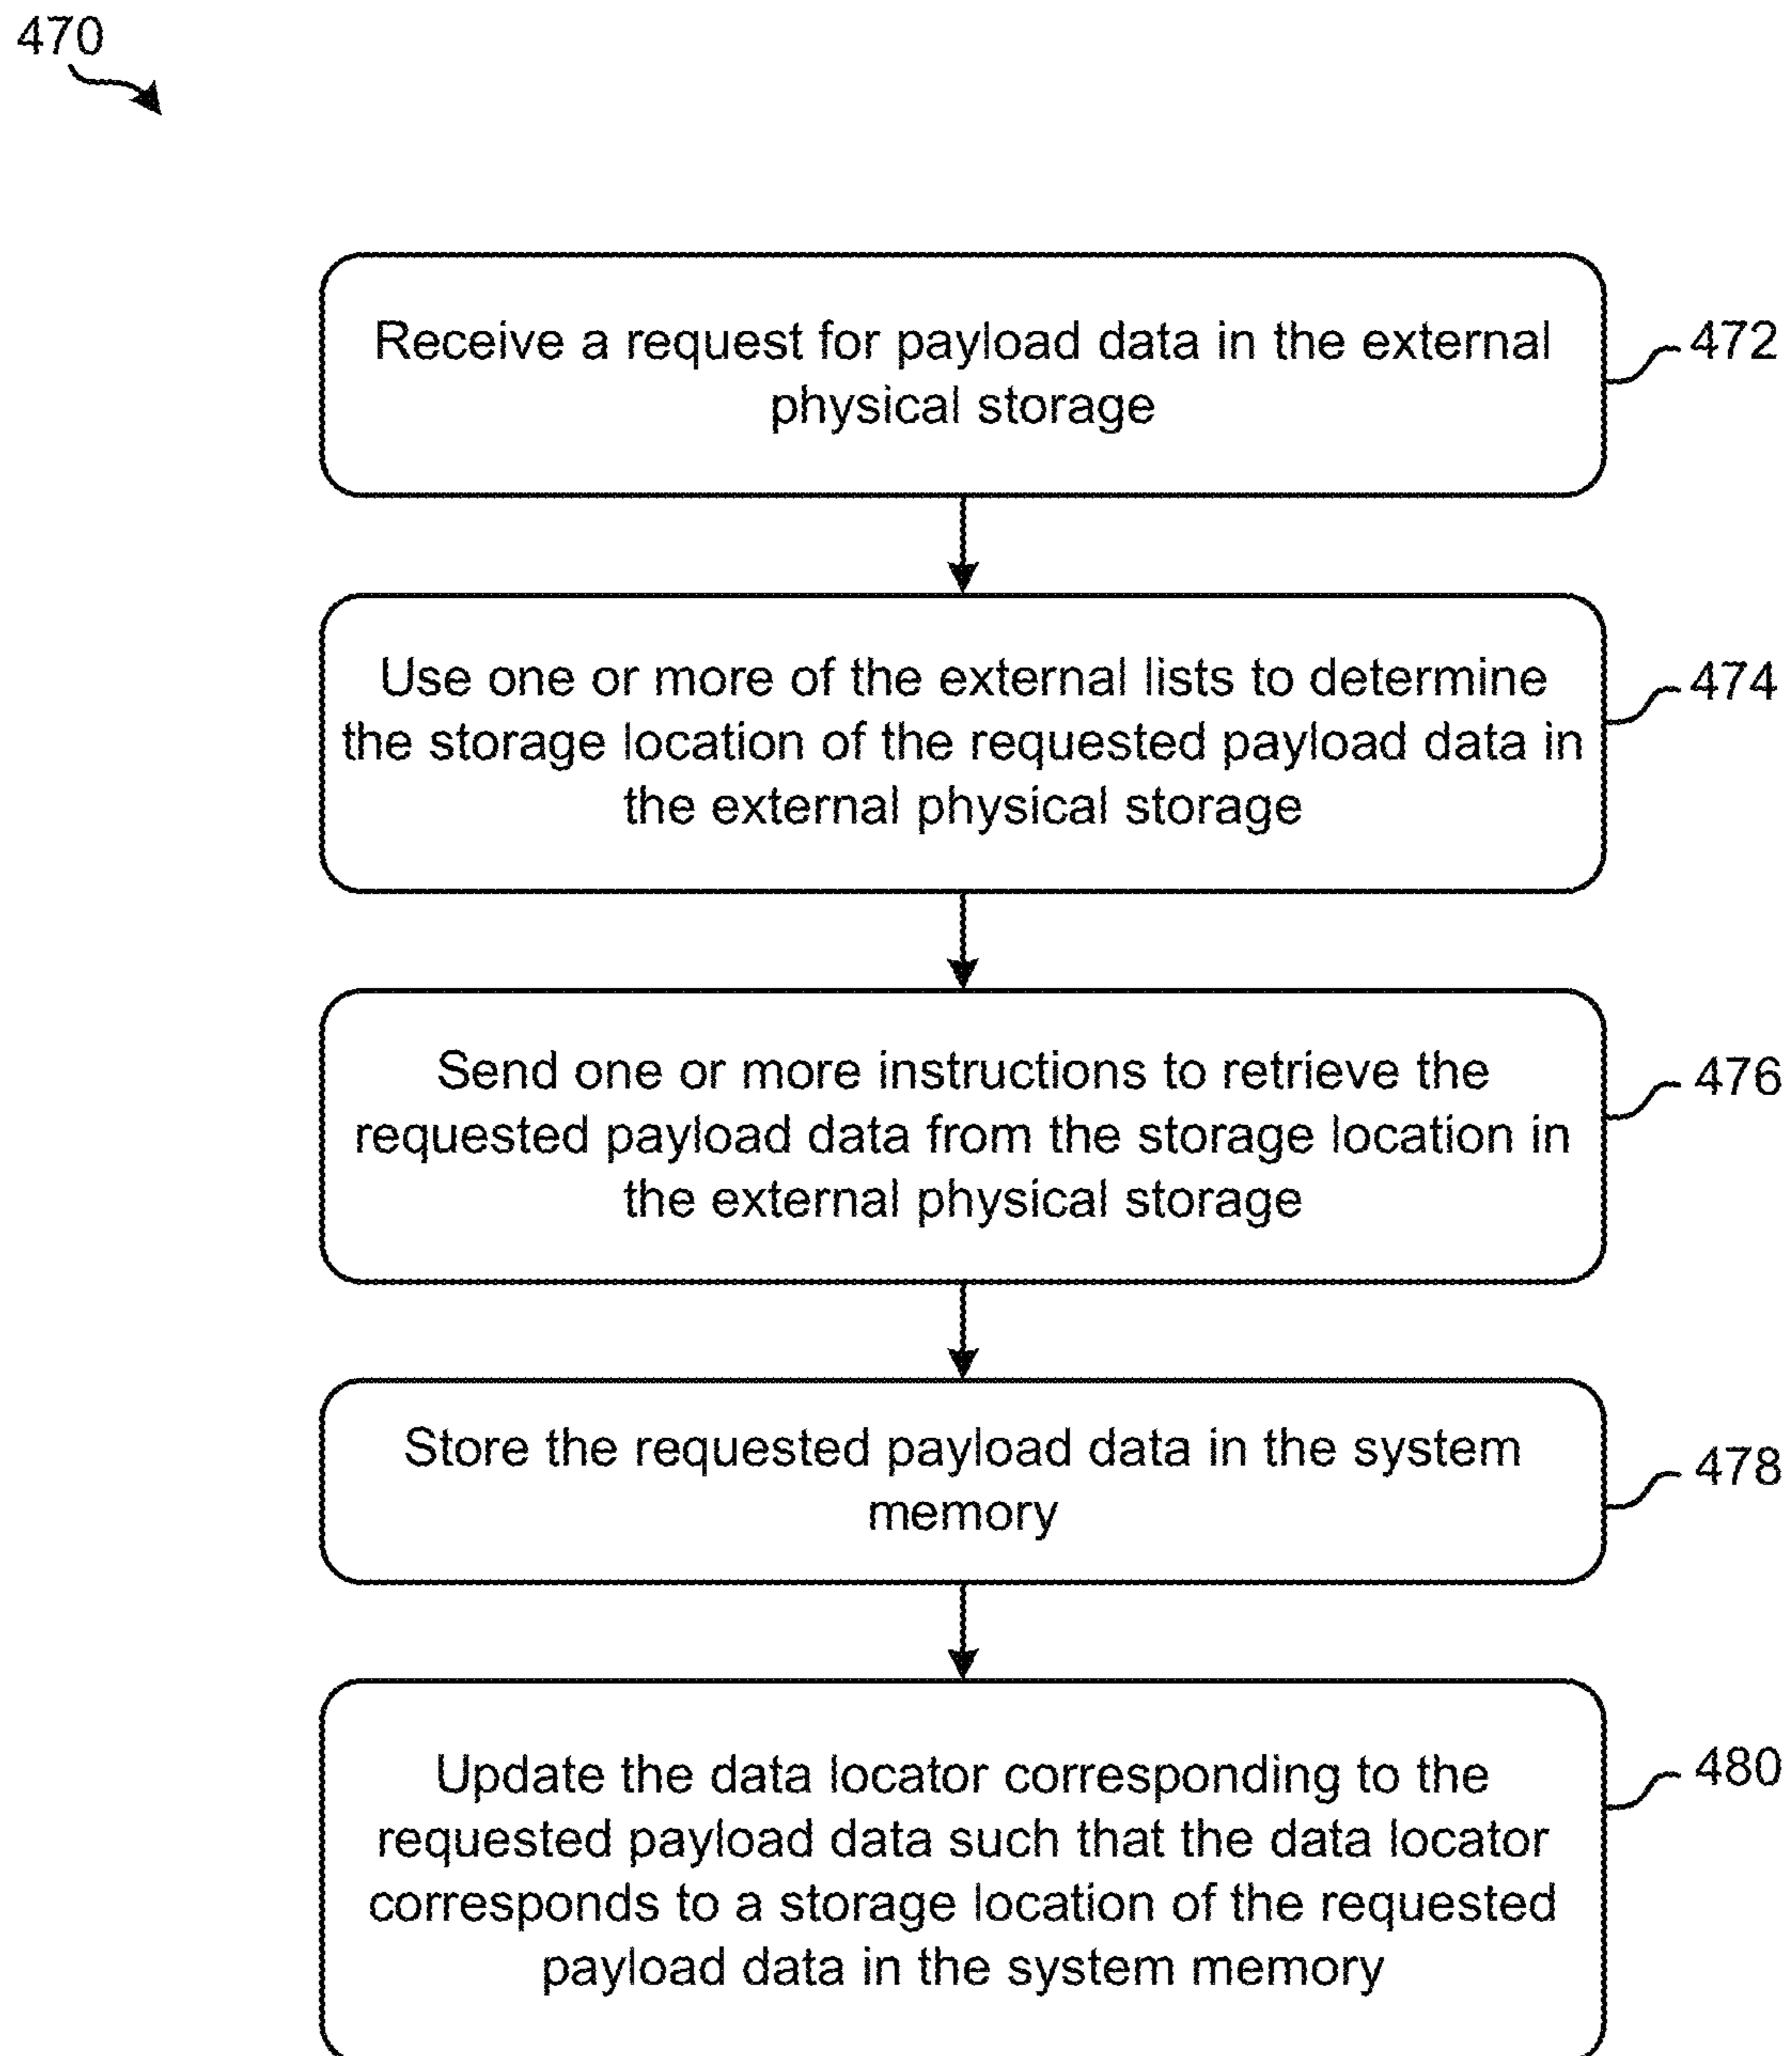 470
Receive a request for payload data in the external
physical storage
472
Use one or more of the external lists to determine
the storage location of the requested payload data in
the external physical storage
474
Send one or more instructions to retrieve the
requested payload data from the storage location in
the external physical storage
476
Store the requested payload data in the system
memory
478
Update the data locator corresponding to the
requested payload data such that the data locator
corresponds to a storage location of the requested
payload data in the system memory
480